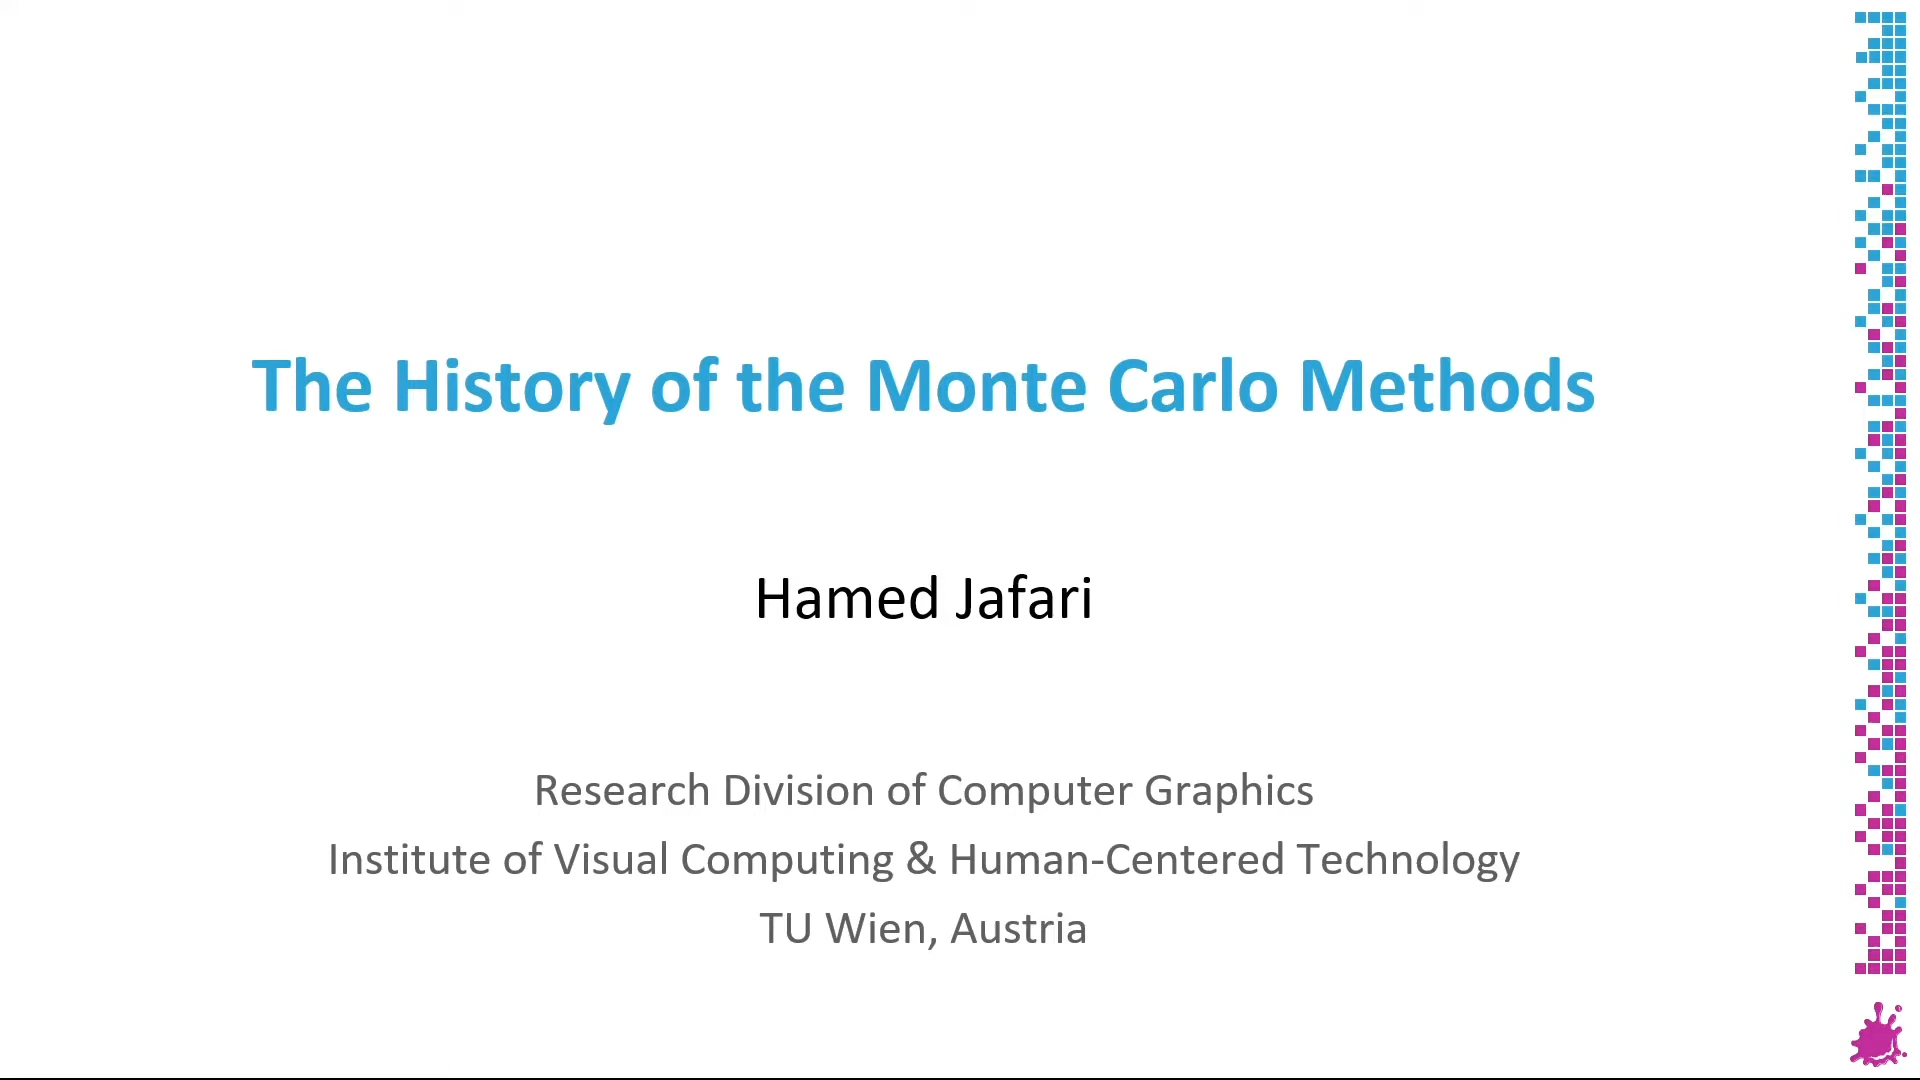 The History of the Monte Carlo Methods
Hamed Jafari
Research Division of Computer Graphics
Institute of Visual Computing & Human-Centered Technology
TU Wien, Austria